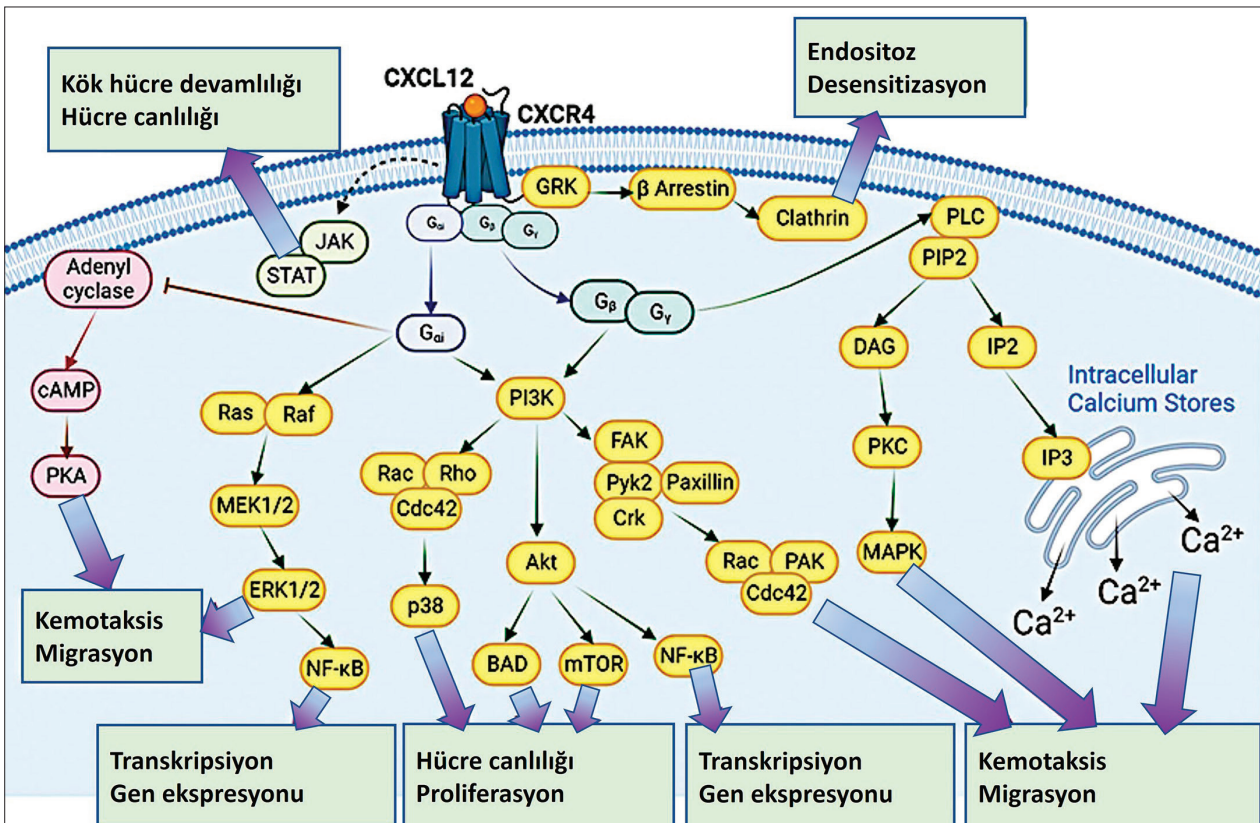 Kök hücre devamlılığı
Hücre canlılığı
CXCL12
CXCR4
Endositoz
Desensitizasyon
GRK
β Arrestin
Clathrin
PLC
PIP2
Gαi
Gβ
Gγ
JAK
STAT
Adenyl
cyclase
cAMP
PKA
Gαi
Gβ
Gγ
Ras
Raf
MEK1/2
ERK1/2
NF-κB
PI3K
Rac
Rho
Cdc42
p38
Akt
BAD
mTOR
NF-κB
FAK
Pyk2
Paxillin
Crk
Rac
PAK
Cdc42
DAG
PKC
MAPK
IP2
IP3
Intracellular
Calcium Stores
Ca2+
Ca2+
Ca2+
Kemotaksis
Migrasyon
Transkripsiyon
Gen ekspresyonu
Hücre canlılığı
Proliferasyon
Transkripsiyon
Gen ekspresyonu
Kemotaksis
Migrasyon